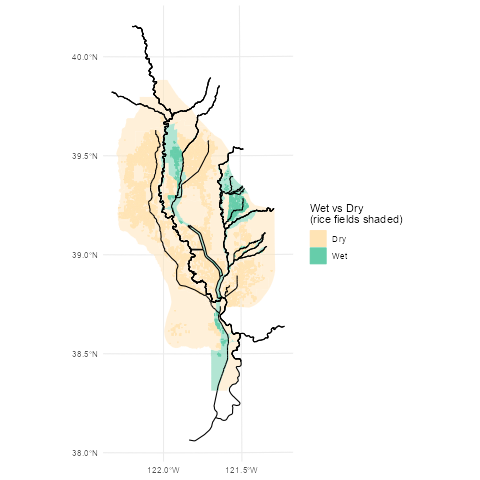 40.0°N
39.5°N
39.0°N
38.5°N
38.0°N
122.0°W
121.5°W
Wet vs Dry
(rice fields shaded)
Dry
Wet